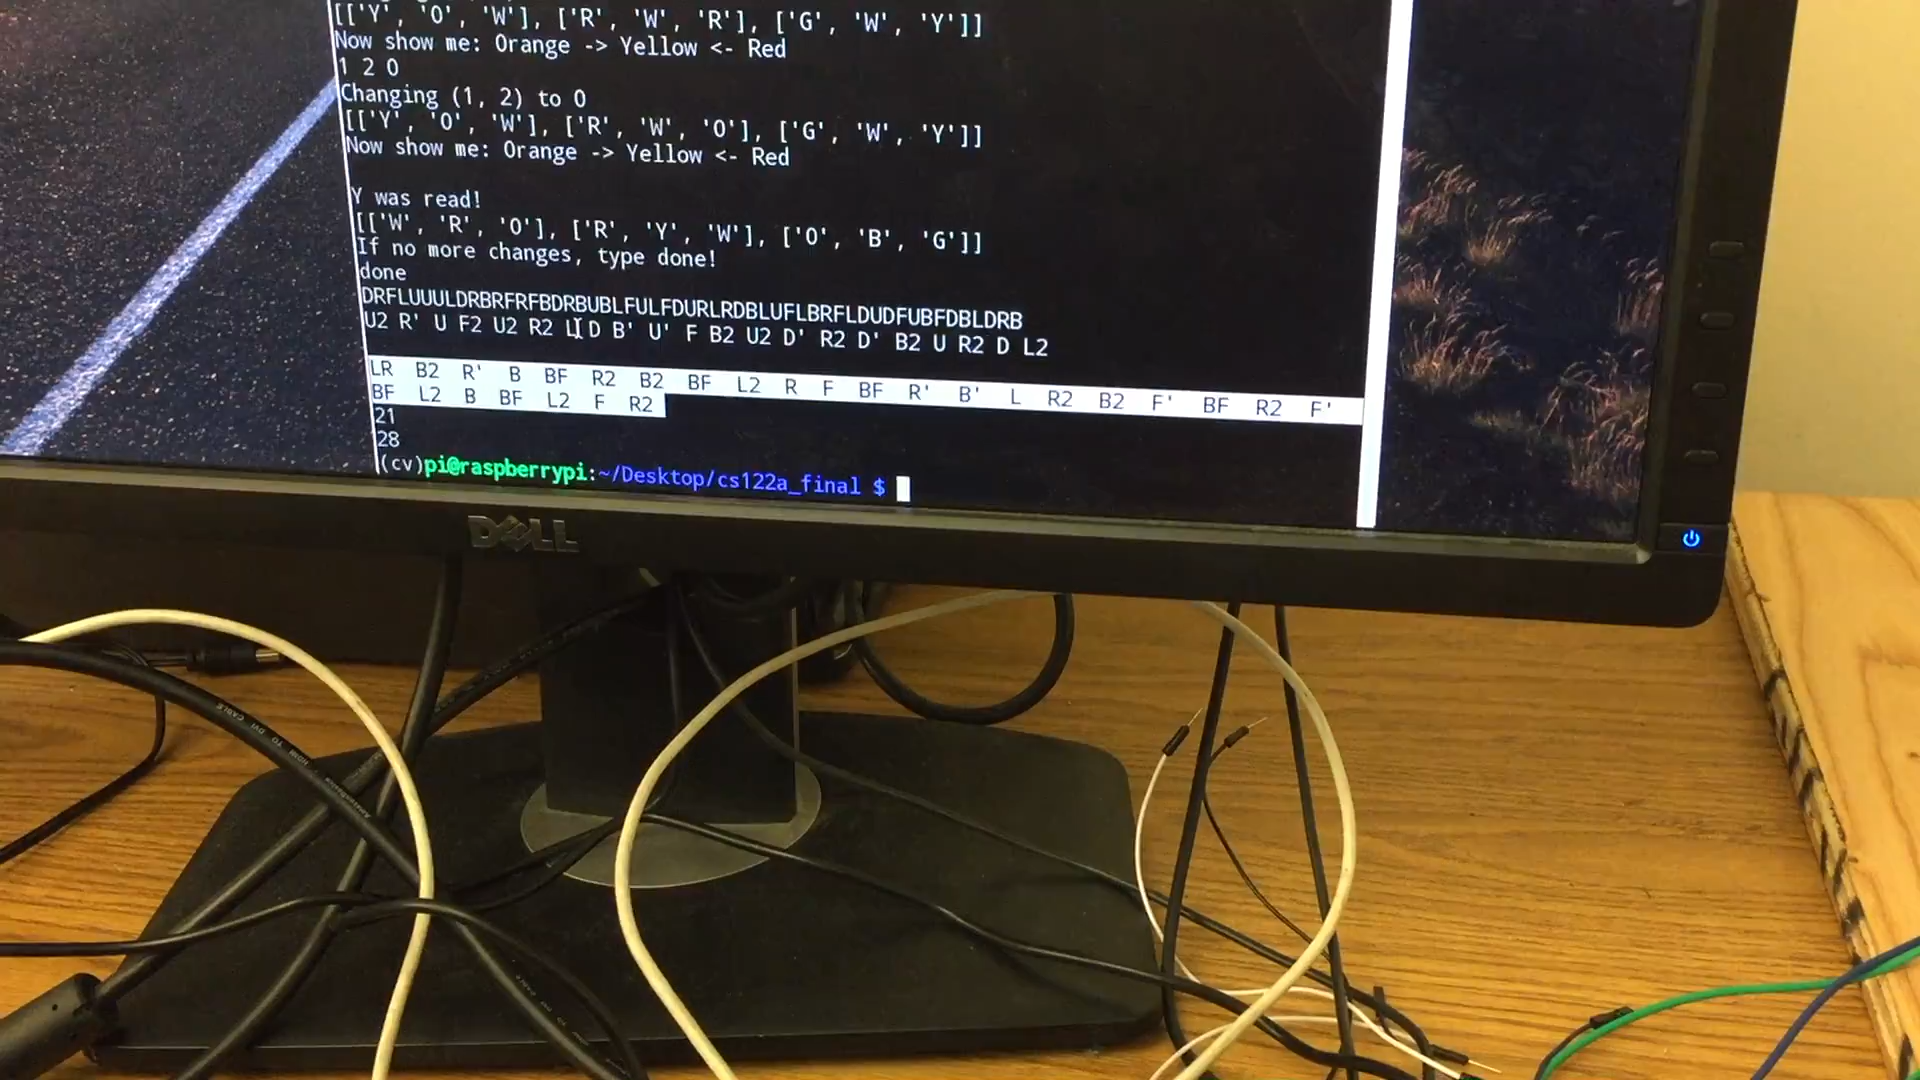 [['Y', 'O', 'W'], ['R', 'W', 'R'], ['G', 'W', 'Y']]
Now show me: Orange -> Yellow <- Red
1 2 O
Changing (1, 2) to O
[['Y', 'O', 'W'], ['R', 'W', 'O'], ['G', 'W', 'Y']]
Now show me: Orange -> Yellow <- Red
Y was read!
[['W', 'R', 'O'], ['R', 'Y', 'W'], ['O', 'B', 'G']]
If no more changes, type done!
done
DRFLUUULDRBRFRFBDRBUBLFULFDURLRDBLUFLBRFLDUDFUBFDBLDRB
U2 R' U F2 U2 R2 L D B' U' F B2 U2 D' R2 D' B2 U R2 D L2
LR B2 R' B BF R2 B2 BF L2 R F BF R' B' L R2 B2 F' BF R2 F'
BF L2 B BF L2 F R2
21
28
(cv)pi@raspberrypi:~/Desktop/cs122a_final $
DELL